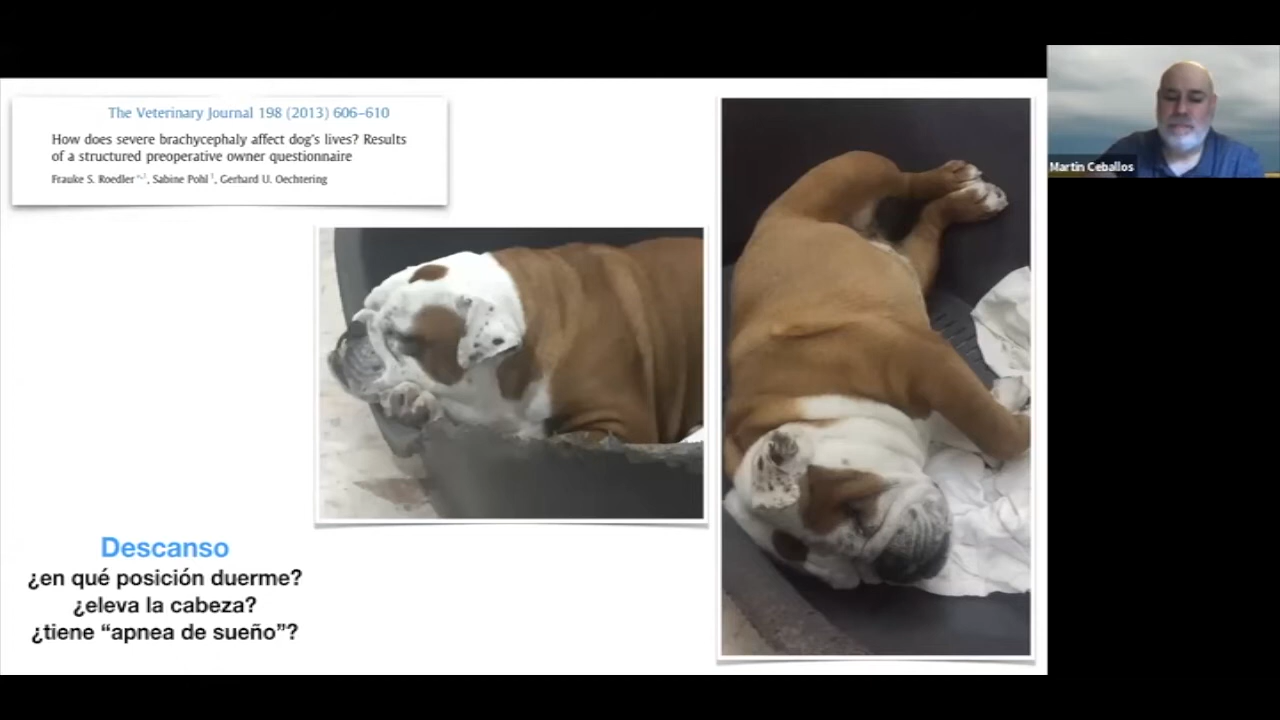 The Veterinary Journal 198 (2013) 606–610
How does severe brachycephaly affect dog's lives? Results
of a structured preoperative owner questionnaire
Frauke S. Roedler *,1, Sabine Pohl 1, Gerhard U. Oechtering
Martin Ceballos
Descanso
¿en qué posición duerme?
¿eleva la cabeza?
¿tiene “apnea de sueño”?